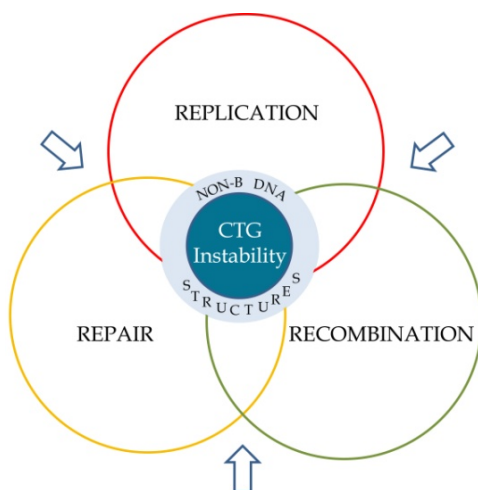 REPLICATION
NON-B DNA
CTG
Instability
STRUCTURES
REPAIR
RECOMBINATION